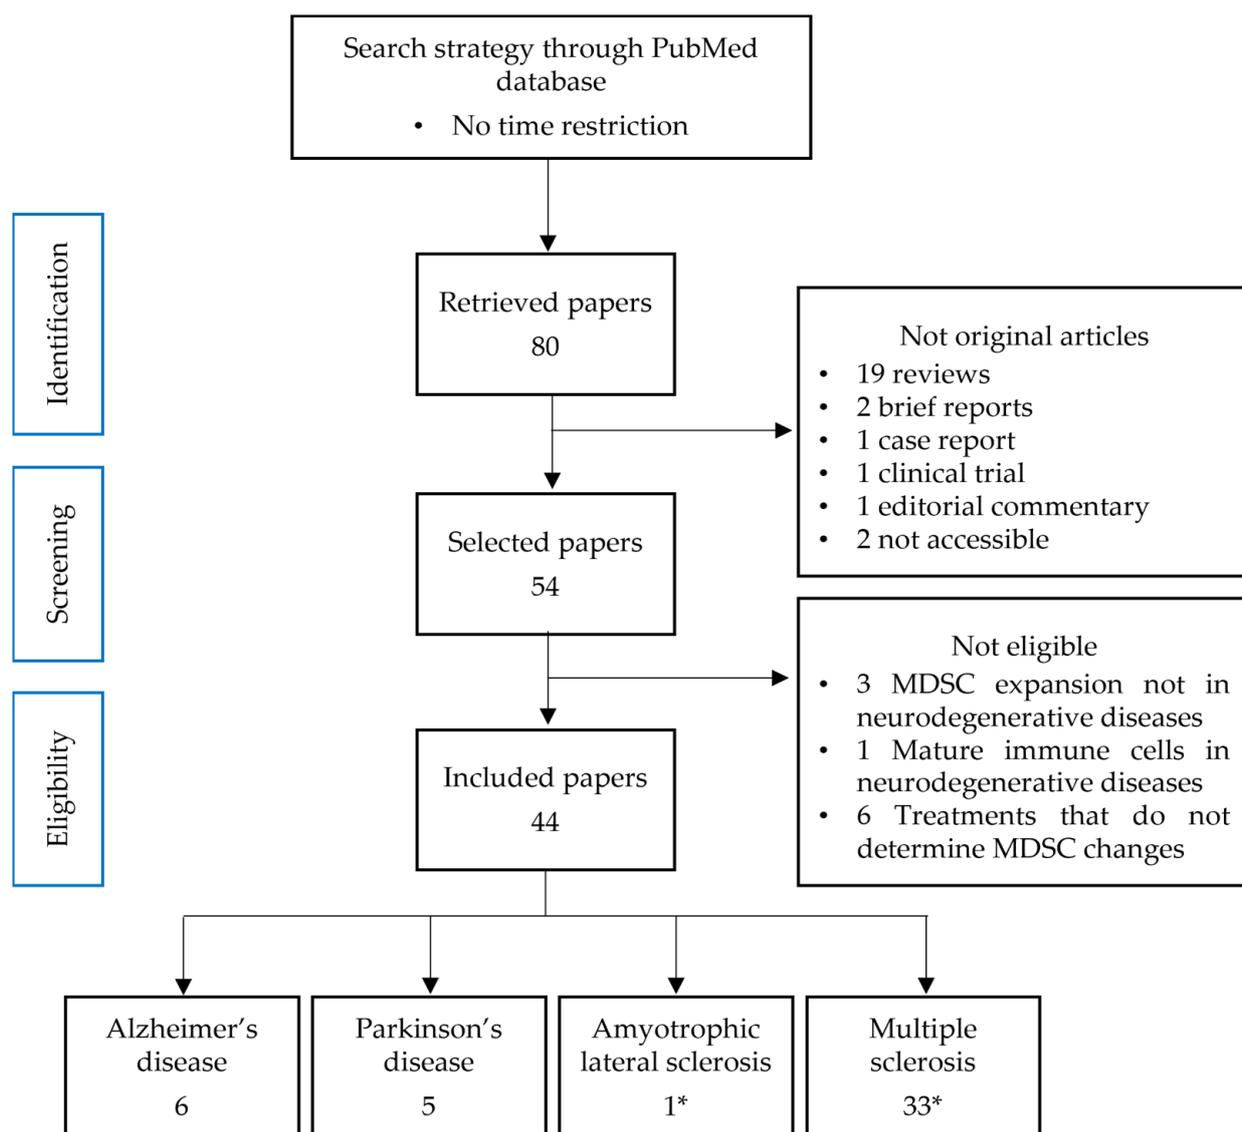 Search strategy through PubMed
database
• No time restriction
Identification
Retrieved papers
80
Not original articles
• 19 reviews
• 2 brief reports
• 1 case report
• 1 clinical trial
• 1 editorial commentary
• 2 not accessible
Screening
Selected papers
54
Not eligible
• 3 MDSC expansion not in
neurodegenerative diseases
• 1 Mature immune cells in
neurodegenerative diseases
• 6 Treatments that do not
determine MDSC changes
Eligibility
Included papers
44
Alzheimer's
disease
6
Parkinson's
disease
5
Amyotrophic
lateral sclerosis
1*
Multiple
sclerosis
33*